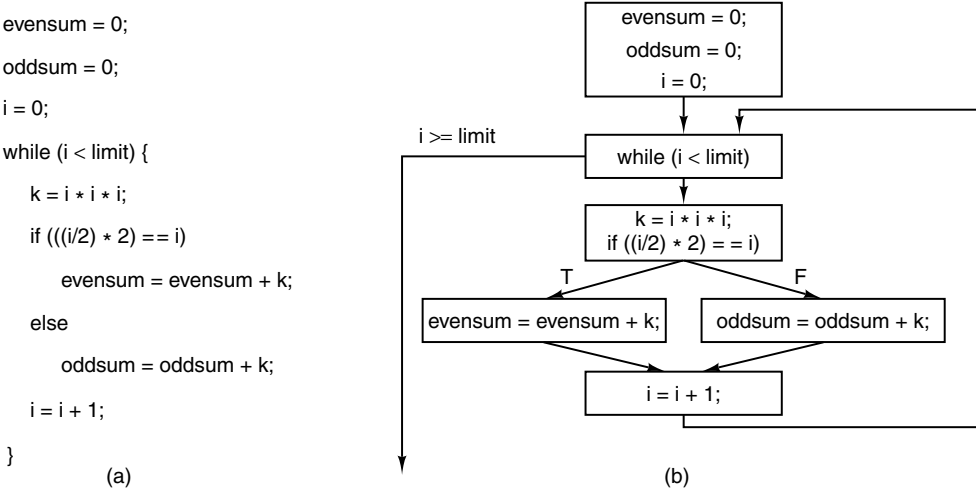 evensum = 0;
oddsum = 0;
i = 0;
while (i < limit) {
k = i * i * i;
if (((i/2) * 2) == i)
evensum = evensum + k;
else
oddsum = oddsum + k;
i = i + 1;
}
(a)
evensum = 0;
oddsum = 0;
i = 0;
i >= limit
while (i < limit)
k = i * i * i;
if ((i/2) * 2) = = i)
T
F
evensum = evensum + k;
oddsum = oddsum + k;
i = i + 1;
(b)